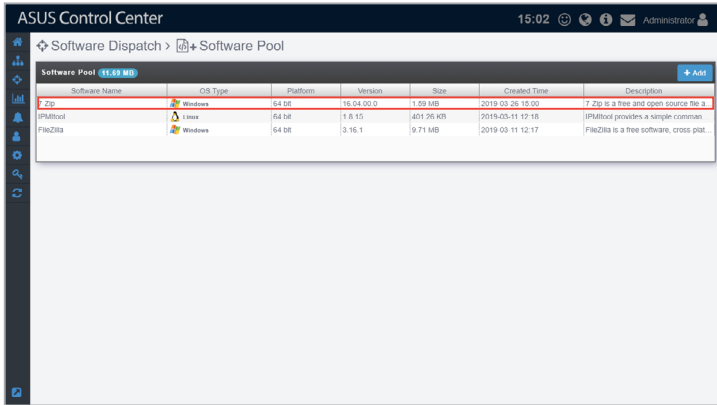 ASUS Control Center
15:02 Administrator
Software Dispatch > + Software Pool
Software Pool 11.69 MB + Add
Software Name OS Type Platform Version Size Created Time Description
7 Zip Windows 64 bit 16.04.00.0 1.59 MB 2019-03-26 15:00 7 Zip is a free and open source file a...
IPMItool Linux 64 bit 1.8.15 401.26 KB 2019-03-11 12:18 IPMItool provides a simple comman
FileZilla Windows 64 bit 3.16.1 9.71 MB 2019-03-11 12:17 FileZilla is a free software, cross plat...